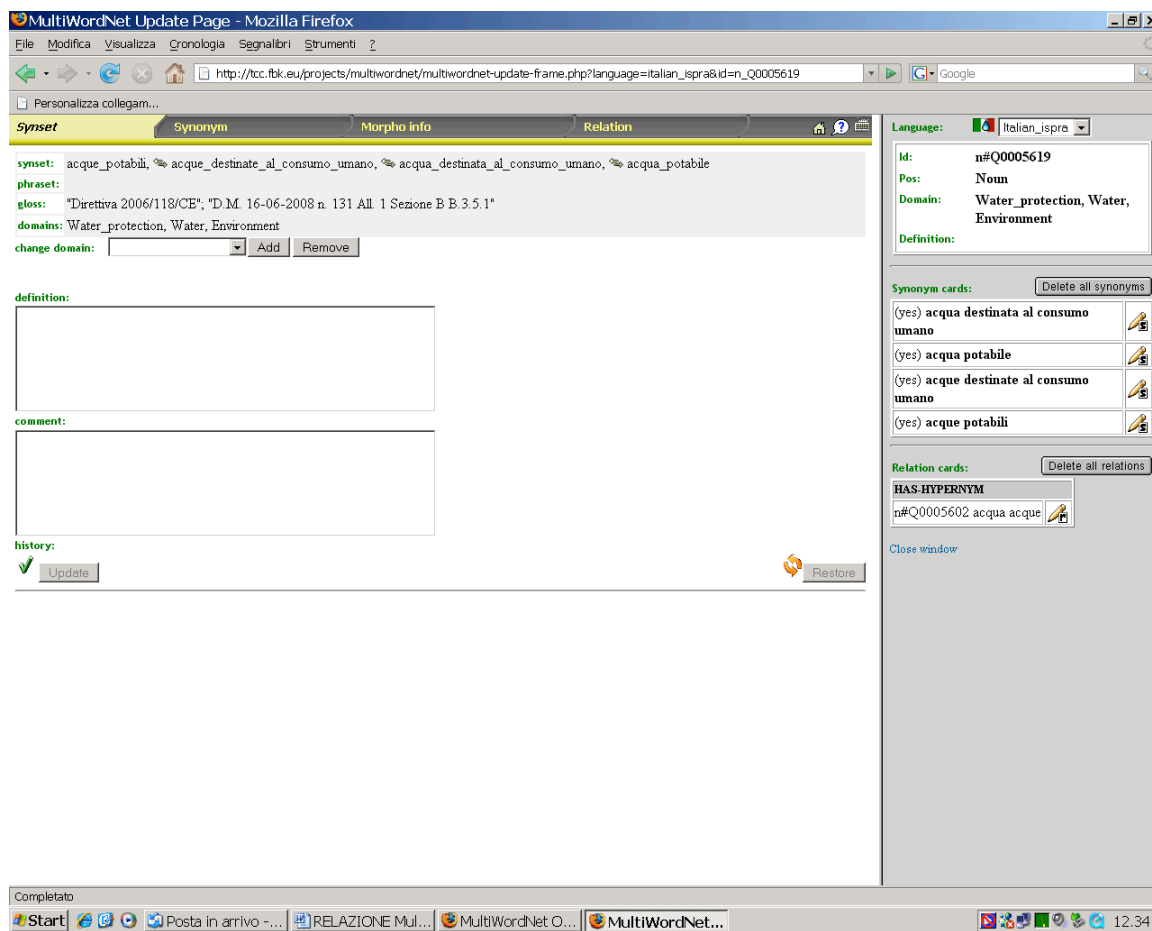 MultiWordNet Update Page - Mozilla Firefox
File Modifica Visualizza Cronologia Segnalibri Strumenti ?
http://tcc.fbk.eu/projects/multiwordnet/multiwordnet-update-frame.php?language=italian_ispra&id=n_Q0005619
G Google
Personalizza collegam...
Synset Synonym Morpho info Relation
synset: acque_potabili, acque_destinate_al_consumo_umano, acqua_destinata_al_consumo_umano, acqua_potabile
phraset:
gloss: "Direttiva 2006/118/CE"; "D.M. 16-06-2008 n. 131 All. 1 Sezione B B.3.5.1"
domains: Water_protection, Water, Environment
change domain: Add Remove
definition:
comment:
history:
Update Restore
Language: Italian_ispra
Id: n#Q0005619
Pos: Noun
Domain: Water_protection, Water,
Environment
Definition:
Synonym cards: Delete all synonyms
(yes) acqua destinata al consumo
umano
(yes) acqua potabile
(yes) acque destinate al consumo
umano
(yes) acque potabili
Relation cards: Delete all relations
HAS-HYPERNYM
n#Q0005602 acqua acque
Close window
Completato
Start Posta in arrivo -... RELAZIONE Mul... MultiWordNet O... MultiWordNet... 12.34